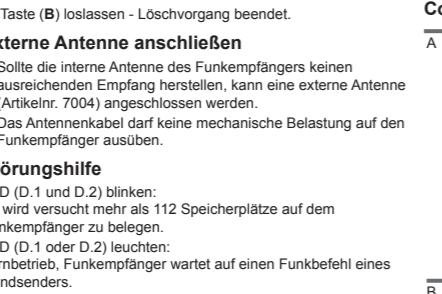 Taste (B) loslassen - Löschvorgang beendet.
xterne Antenne anschließen
Sollte die interne Antenne des Funkempfängers keinen
ausreichenden Empfang herstellen, kann eine externe Antenne
(Artikelnr. 7004) angeschlossen werden.
Das Antennenkabel darf keine mechanische Belastung auf den
Funkempfänger ausüben.
örungshilfe
D (D.1 und D.2) blinken:
wird versucht mehr als 112 Speicherplätze auf dem
nkempfänger zu belegen.
D (D.1 oder D.2) leuchten:
rnbetrieb, Funkempfänger wartet auf einen Funkbefehl eines
ndsenders.
Co
A
B